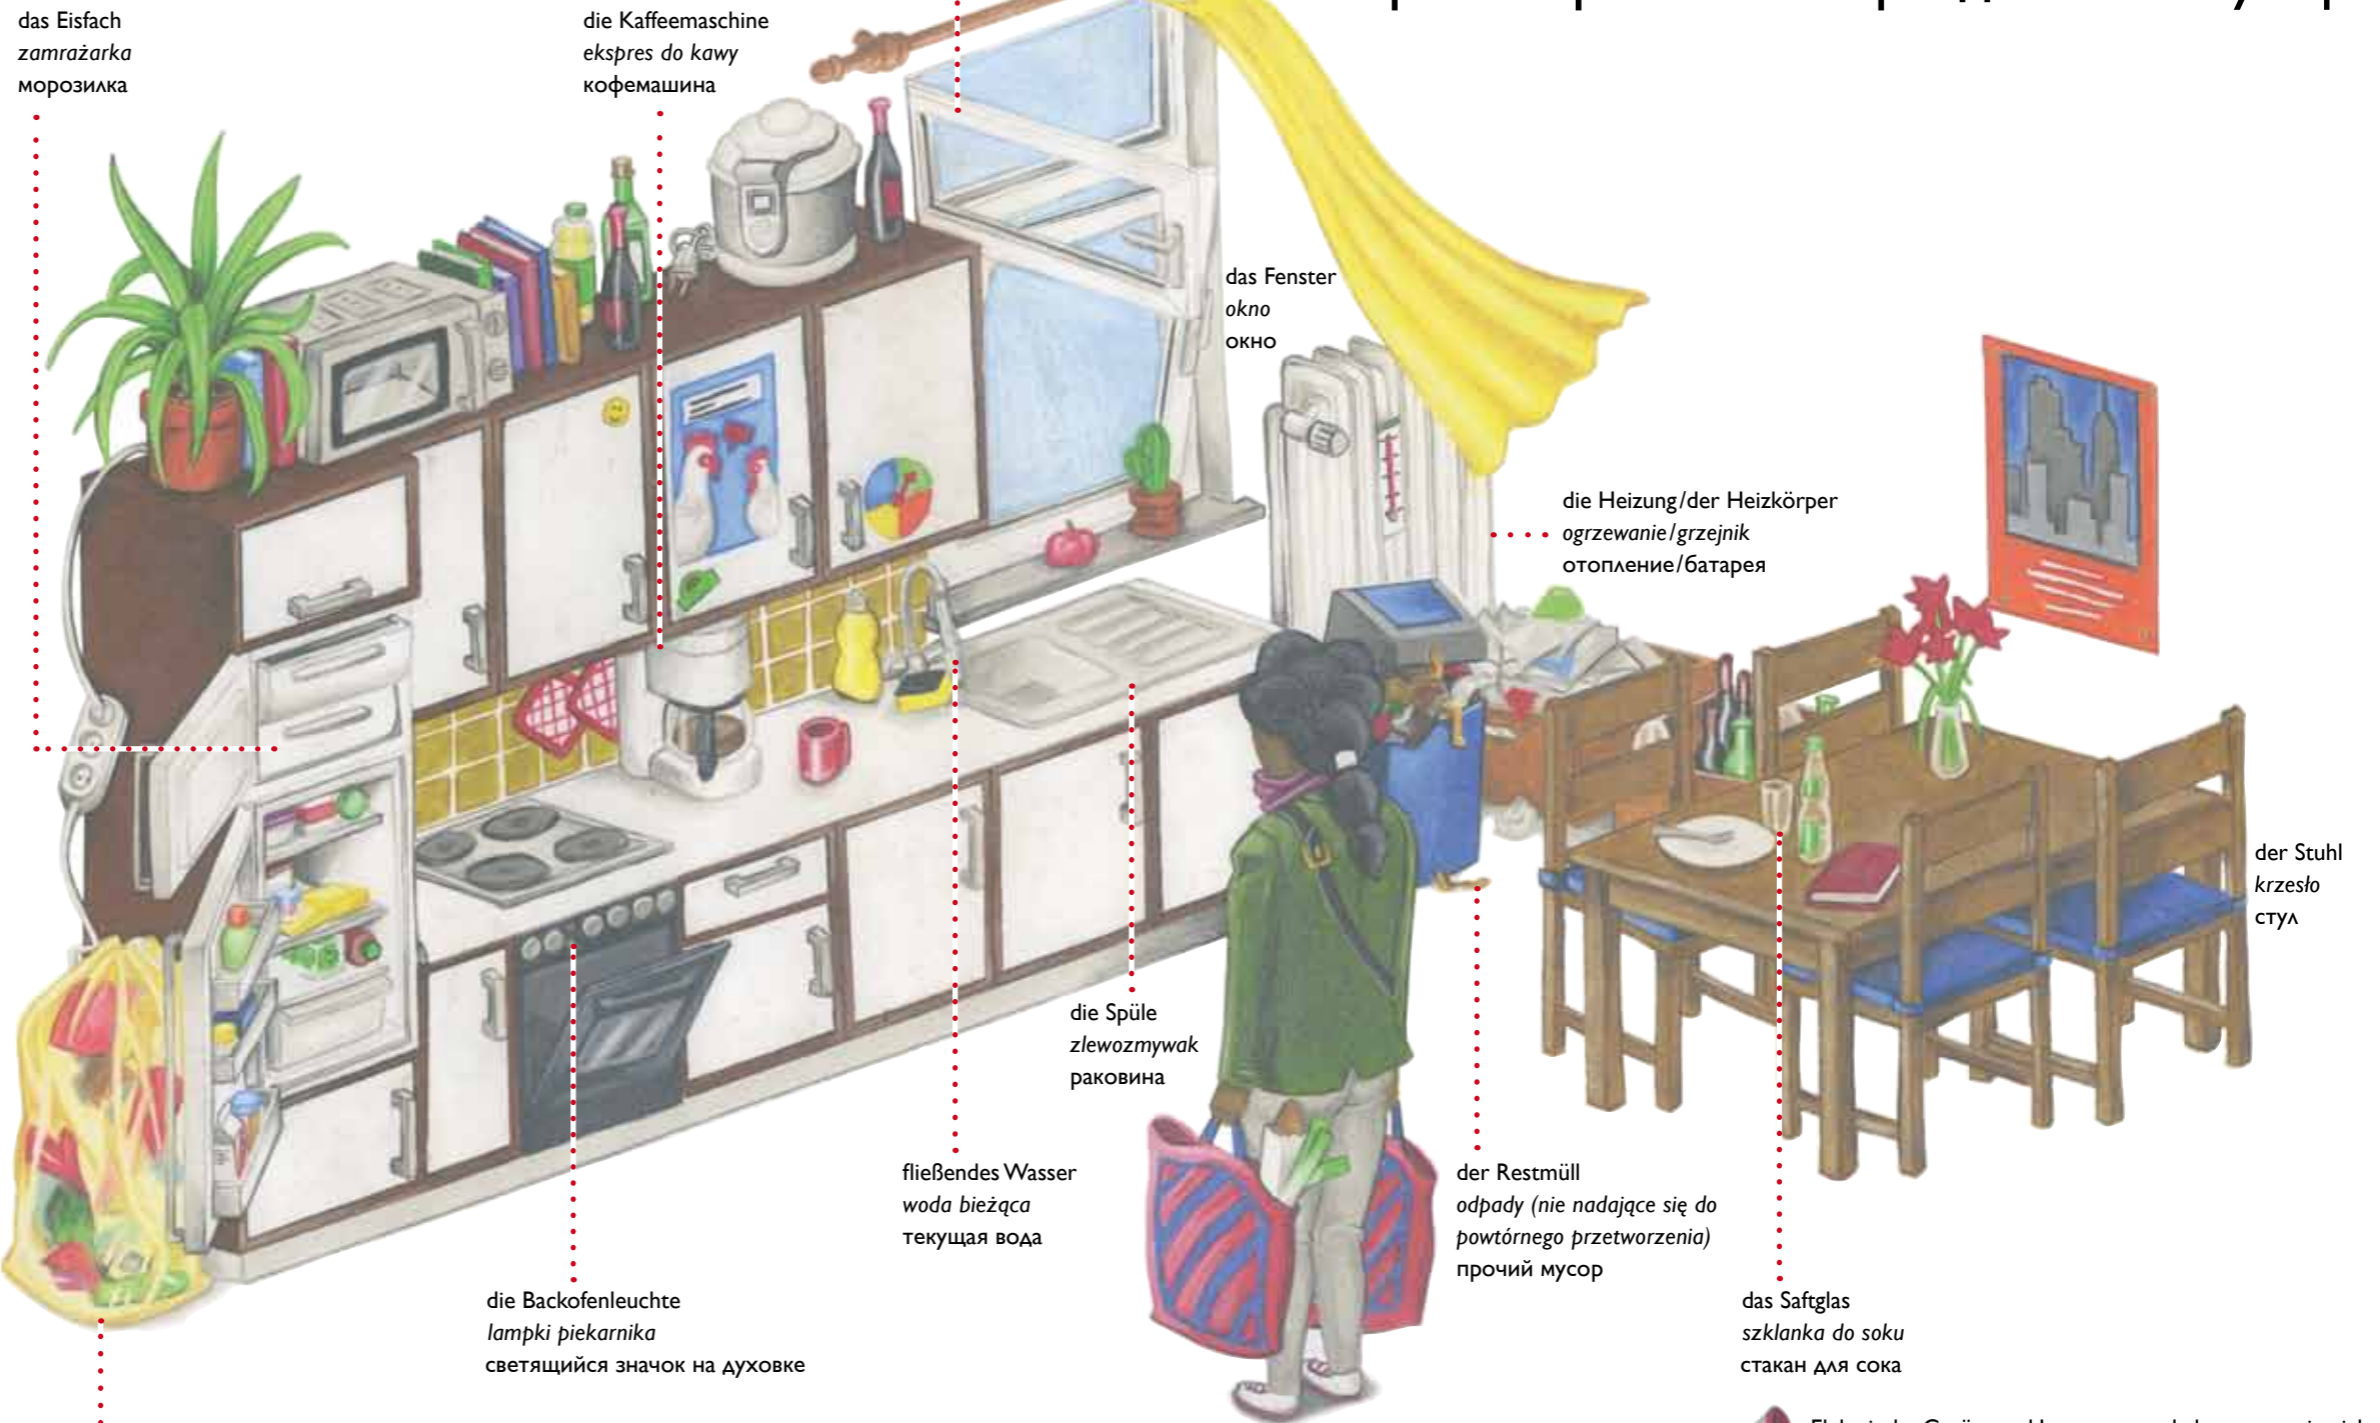 das Eisfach
zamrażarka
морозилка
die Kaffeemaschine
ekspres do kawy
кофемашина
das Fenster
okno
окно
die Heizung/der Heizkörper
ogrzewanie/grzejnik
отопление/батарея
der Stuhl
krzesło
стул
die Spüle
zlewozmywak
раковина
fließendes Wasser
woda bieżąca
текущая вода
der Restmüll
odpady (nie nadające się do
powtórnego przetworzenia)
прочий мусор
die Backofenleuchte
lampki piekarnika
светящийся значок на духовке
das Saftglas
szklanka do soku
стакан для сока